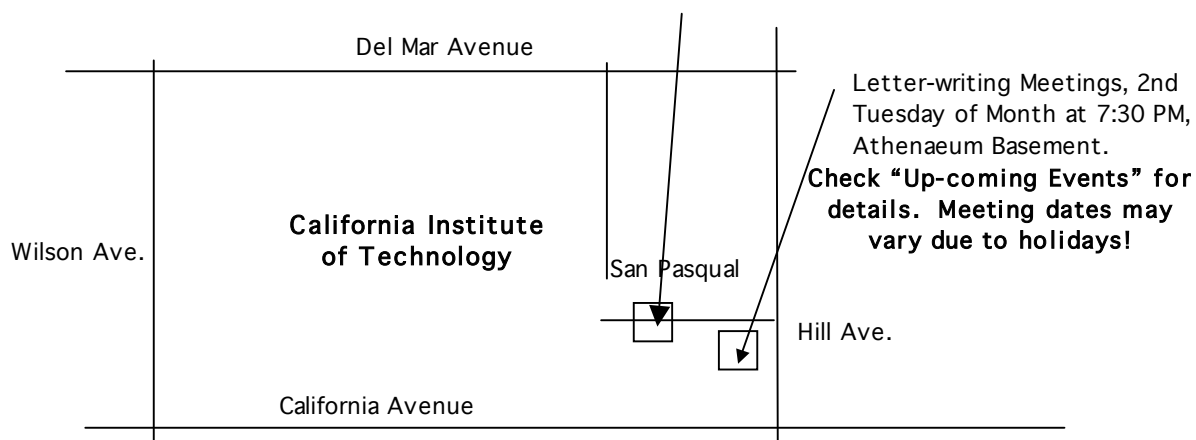 Del Mar Avenue
Letter-writing Meetings, 2nd
Tuesday of Month at 7:30 PM,
Athenaeum Basement.
Check “Up-coming Events” for
details.  Meeting dates may
vary due to holidays!
California Institute
of Technology
Wilson Ave.
San Pasqual
Hill Ave.
California Avenue